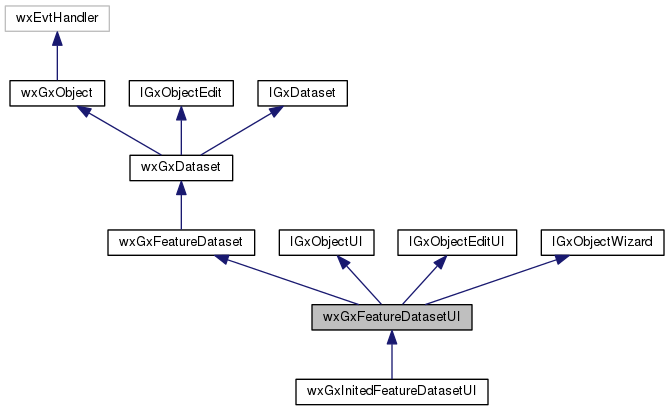 wxEvtHandler
wxGxObject
IGxObjectEdit
IGxDataset
wxGxDataset
wxGxFeatureDataset
IGxObjectUI
IGxObjectEditUI
IGxObjectWizard
wxGxFeatureDatasetUI
wxGxInitedFeatureDatasetUI